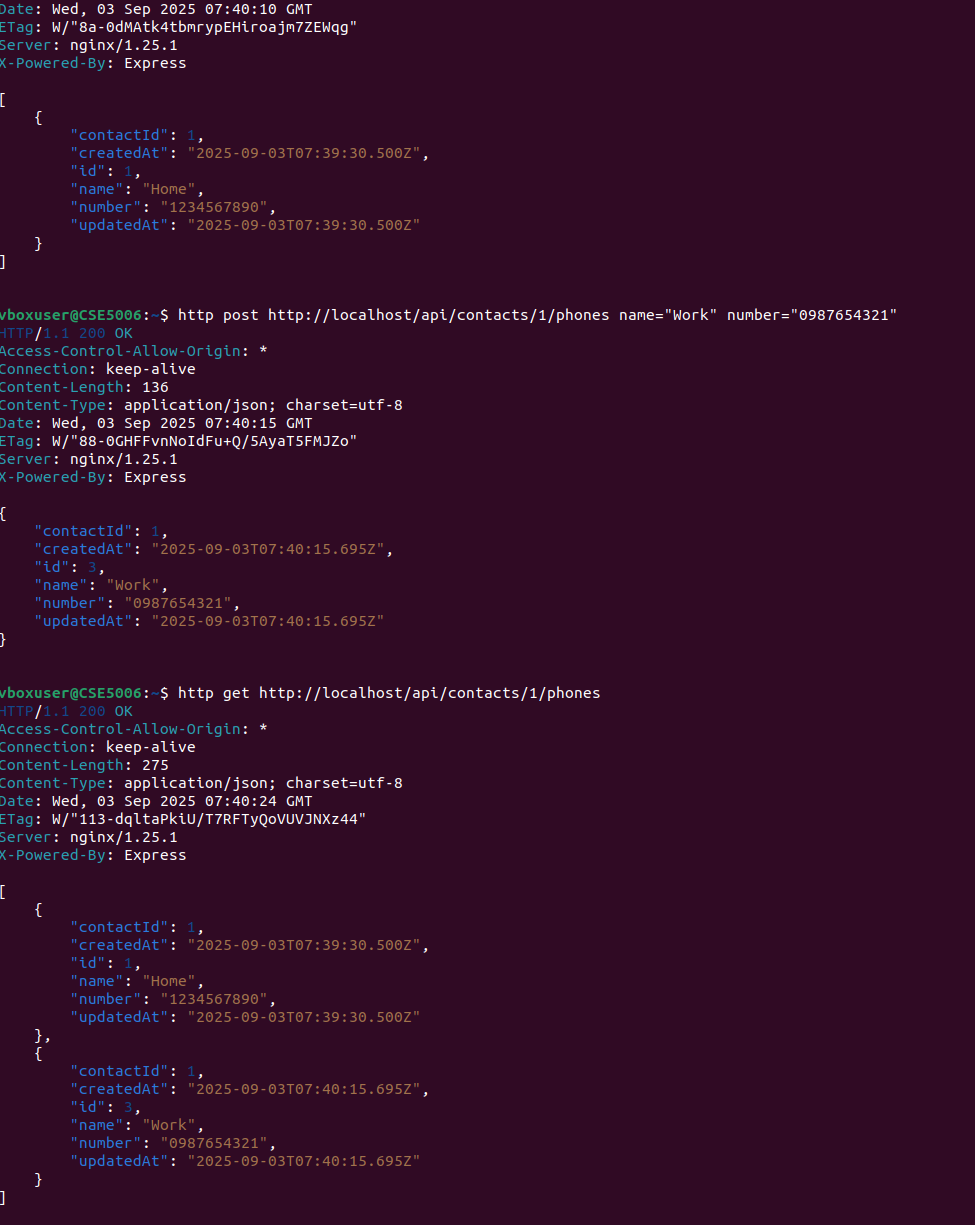 Date: Wed, 03 Sep 2025 07:40:10 GMT
ETag: W/"8a-0dMAtk4tbmrypEHiroajm7ZEWqg"
Server: nginx/1.25.1
X-Powered-By: Express
[
    {
        "contactId": 1,
        "createdAt": "2025-09-03T07:39:30.500Z",
        "id": 1,
        "name": "Home",
        "number": "1234567890",
        "updatedAt": "2025-09-03T07:39:30.500Z"
    }
]
vboxuser@CSE5006:~$ http post http://localhost/api/contacts/1/phones name="Work" number="0987654321"
HTTP/1.1 200 OK
Access-Control-Allow-Origin: *
Connection: keep-alive
Content-Length: 136
Content-Type: application/json; charset=utf-8
Date: Wed, 03 Sep 2025 07:40:15 GMT
ETag: W/"88-0GHFFvnNoIdFu+Q/5AyaT5FMJZo"
Server: nginx/1.25.1
X-Powered-By: Express
{
    "contactId": 1,
    "createdAt": "2025-09-03T07:40:15.695Z",
    "id": 3,
    "name": "Work",
    "number": "0987654321",
    "updatedAt": "2025-09-03T07:40:15.695Z"
}
vboxuser@CSE5006:~$ http get http://localhost/api/contacts/1/phones
HTTP/1.1 200 OK
Access-Control-Allow-Origin: *
Connection: keep-alive
Content-Length: 275
Content-Type: application/json; charset=utf-8
Date: Wed, 03 Sep 2025 07:40:24 GMT
ETag: W/"113-dqltaPkiU/T7RFTyQoVUVJNXz44"
Server: nginx/1.25.1
X-Powered-By: Express
[
    {
        "contactId": 1,
        "createdAt": "2025-09-03T07:39:30.500Z",
        "id": 1,
        "name": "Home",
        "number": "1234567890",
        "updatedAt": "2025-09-03T07:39:30.500Z"
    },
    {
        "contactId": 1,
        "createdAt": "2025-09-03T07:40:15.695Z",
        "id": 3,
        "name": "Work",
        "number": "0987654321",
        "updatedAt": "2025-09-03T07:40:15.695Z"
    }
]